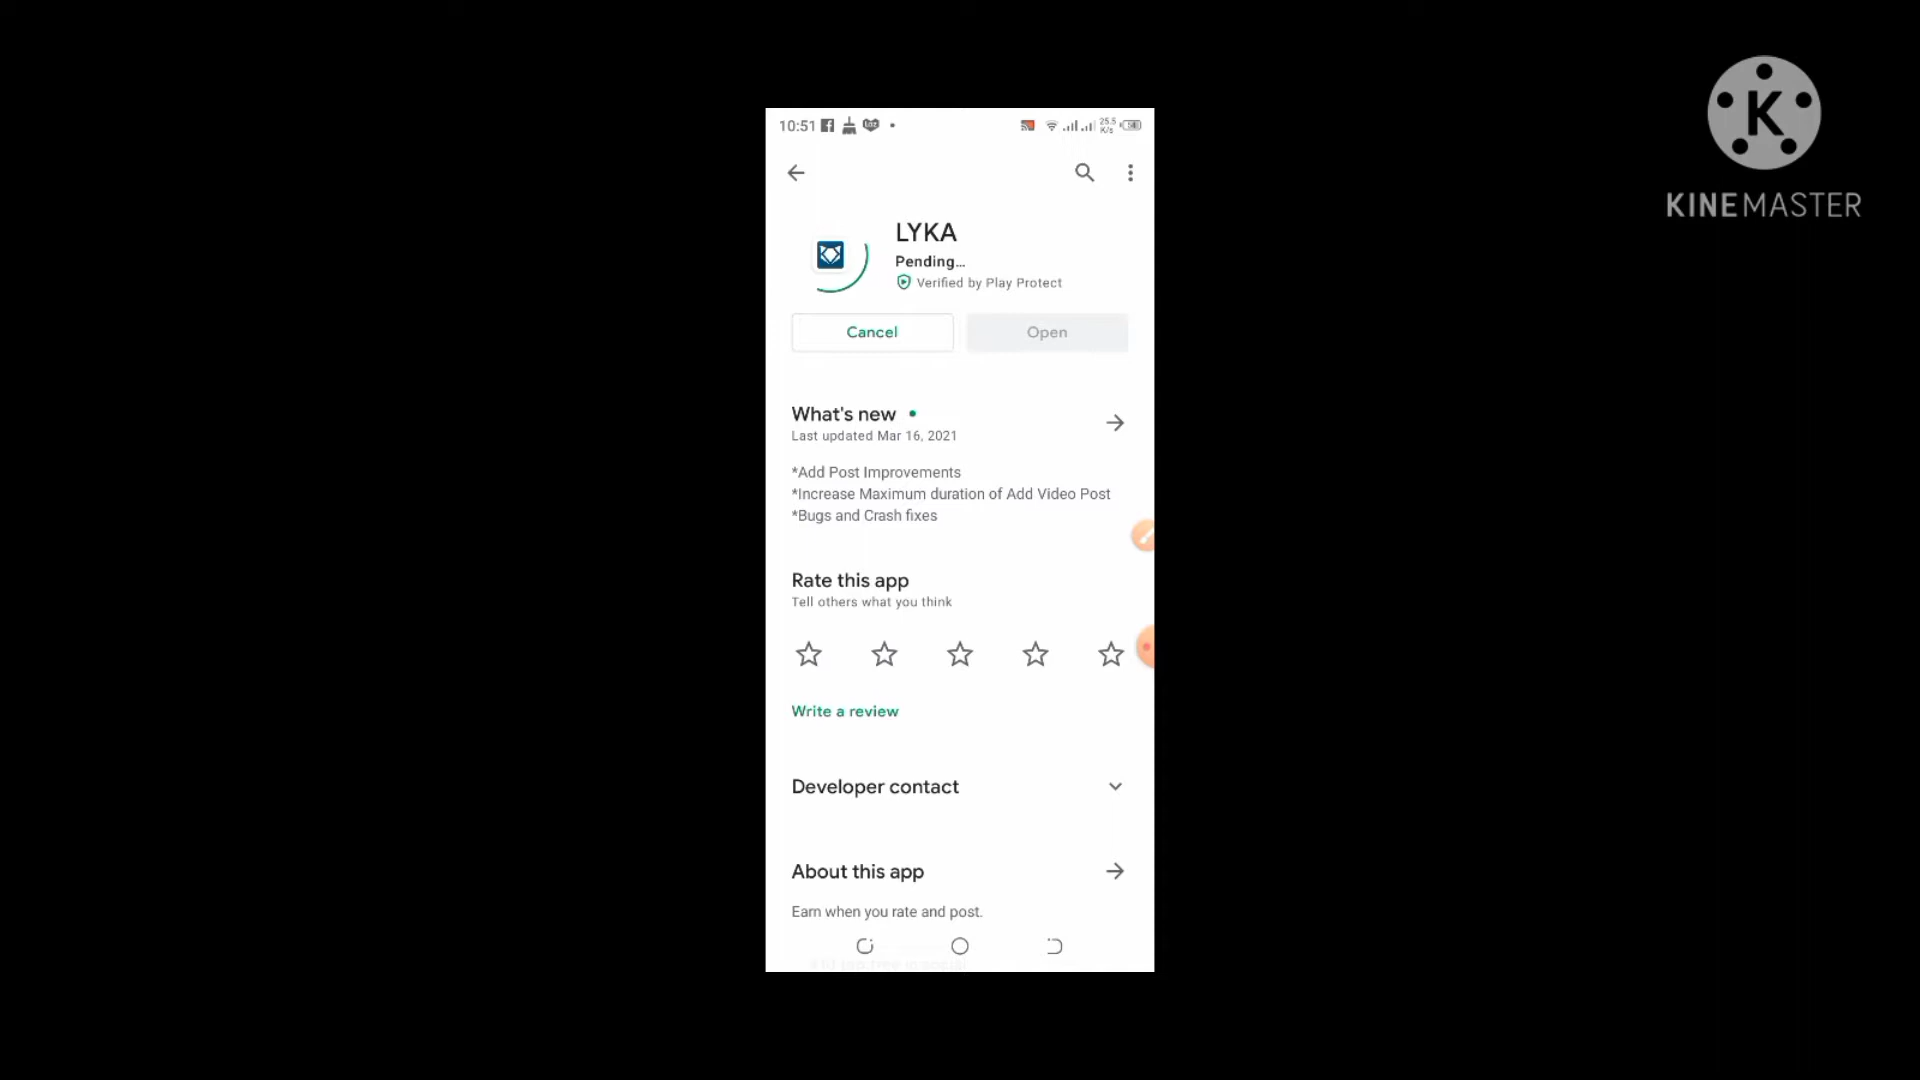 10:51
25.5
K/s
KINEMASTER
LYKA
Pending...
Verified by Play Protect
Cancel
Open
What's new
Last updated Mar 16, 2021
*Add Post Improvements
*Increase Maximum duration of Add Video Post
*Bugs and Crash fixes
Rate this app
Tell others what you think
Write a review
Developer contact
About this app
Earn when you rate and post.